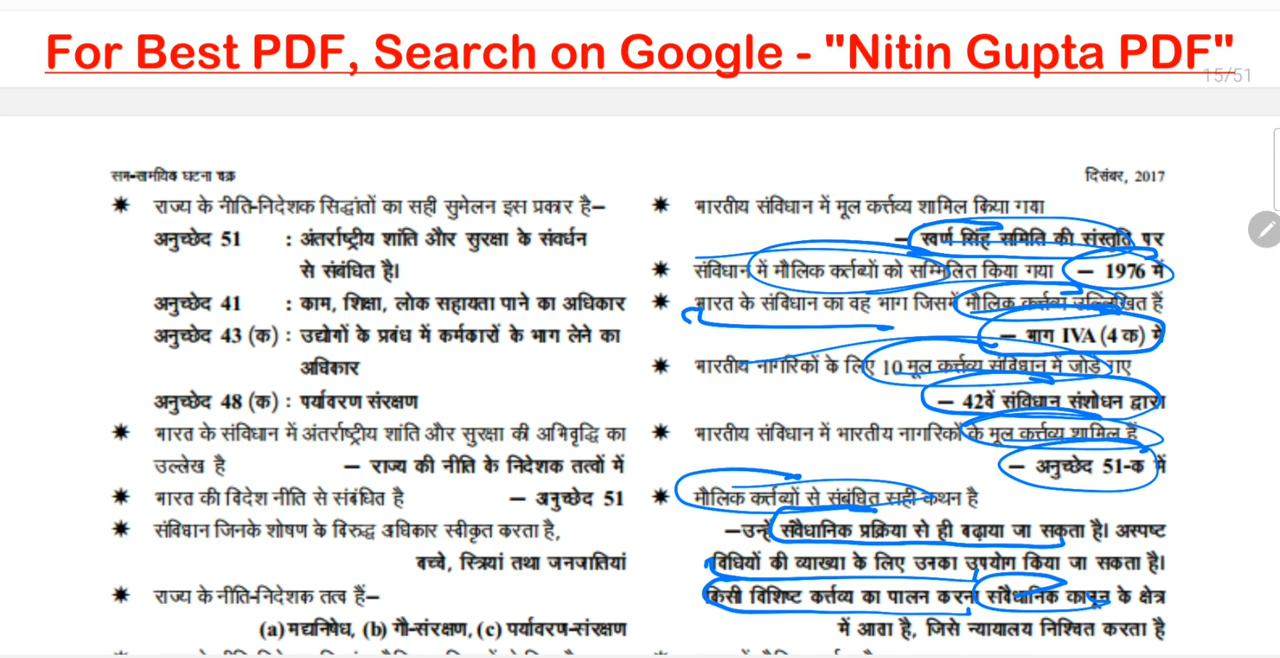 For Best PDF, Search on Google - "Nitin Gupta PDF"
15/51
सम-सामयिक घटना चक्र
दिसंबर, 2017
* राज्य के नीति-निदेशक सिद्धांतों का सही सुमेलन इस प्रकार है–
अनुच्छेद 51 : अंतर्राष्ट्रीय शांति और सुरक्षा के संवर्धन
से संबंधित है।
अनुच्छेद 41 : काम, शिक्षा, लोक सहायता पाने का अधिकार
अनुच्छेद 43 (क) : उद्योगों के प्रबंध में कर्मकारों के भाग लेने का
अधिकार
अनुच्छेद 48 (क) : पर्यावरण संरक्षण
* भारत के संविधान में अंतर्राष्ट्रीय शांति और सुरक्षा की अभिवृद्धि का
उल्लेख है – राज्य की नीति के निदेशक तत्वों में
* भारत की विदेश नीति से संबंधित है – अनुच्छेद 51
* संविधान जिनके शोषण के विरुद्ध अधिकार स्वीकृत करता है,
बच्चे, स्त्रियां तथा जनजातियां
* राज्य के नीति-निदेशक तत्व हैं–
(a) मद्यनिषेध, (b) गौ-संरक्षण, (c) पर्यावरण-संरक्षण
* भारतीय संविधान में मूल कर्त्तव्य शामिल किया गया
– स्वर्ण सिंह समिति की संस्तुति पर
* संविधान में मौलिक कर्तव्यों को सम्मिलित किया गया – 1976 में
* भारत के संविधान का वह भाग जिसमें मौलिक कर्त्तव्य उल्लिखित हैं
– भाग IVA (4 क) में
* भारतीय नागरिकों के लिए 10 मूल कर्त्तव्य संविधान में जोड़े गए
– 42वें संविधान संशोधन द्वारा
* भारतीय संविधान में भारतीय नागरिकों के मूल कर्त्तव्य शामिल हैं
– अनुच्छेद 51-क में
* मौलिक कर्त्तव्यों से संबंधित सही कथन है
–उन्हें संवैधानिक प्रक्रिया से ही बढ़ाया जा सकता है। अस्पष्ट
विधियों की व्याख्या के लिए उनका उपयोग किया जा सकता है।
किसी विशिष्ट कर्त्तव्य का पालन करना संवैधानिक कानून के क्षेत्र
में आता है, जिसे न्यायालय निश्चित करता है